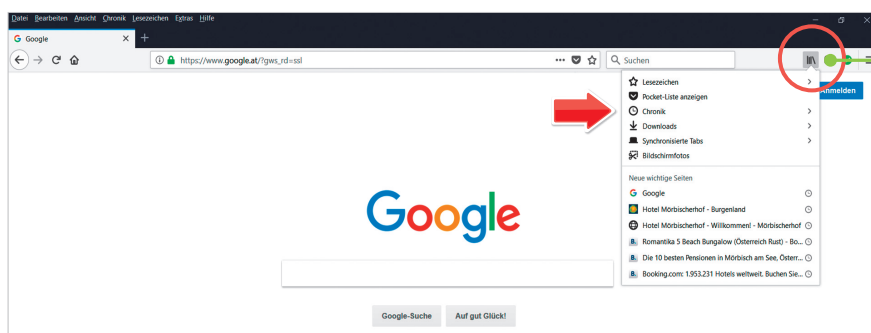 Datei Bearbeiten Ansicht Chronik Lesezeichen Extras Hilfe
Google
https://www.google.at/?gws_rd=ssl
Suchen
Lesezeichen
Pocket-Liste anzeigen
Anmelden
Chronik
Downloads
Synchronisierte Tabs
Bildschirmfotos
Neue wichtige Seiten
Google
Hotel Mörbischerhof - Burgenland
Hotel Mörbischerhof - Willkommen! - Mörbischerhof
Romantika 5 Beach Bungalow (Österreich Rust) - Bo...
Die 10 besten Pensionen in Mörbisch am See, Österr...
Booking.com: 1.953.231 Hotels weltweit. Buchen Sie...
Google
Google-Suche Auf gut Glück!